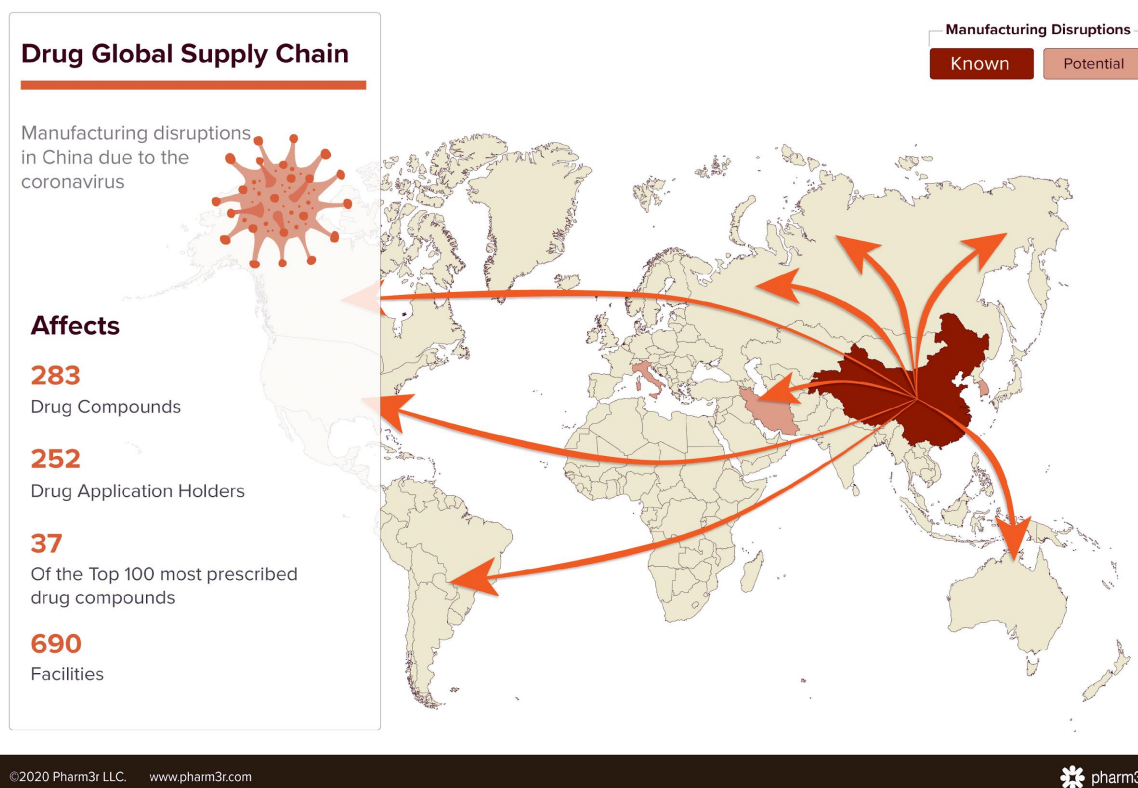 Drug Global Supply Chain
Manufacturing disruptions
in China due to the
coronavirus
Affects
283
Drug Compounds
252
Drug Application Holders
37
Of the Top 100 most prescribed
drug compounds
690
Facilities
Manufacturing Disruptions
Known
Potential
©2020 Pharm3r LLC. www.pharm3r.com
pharm3